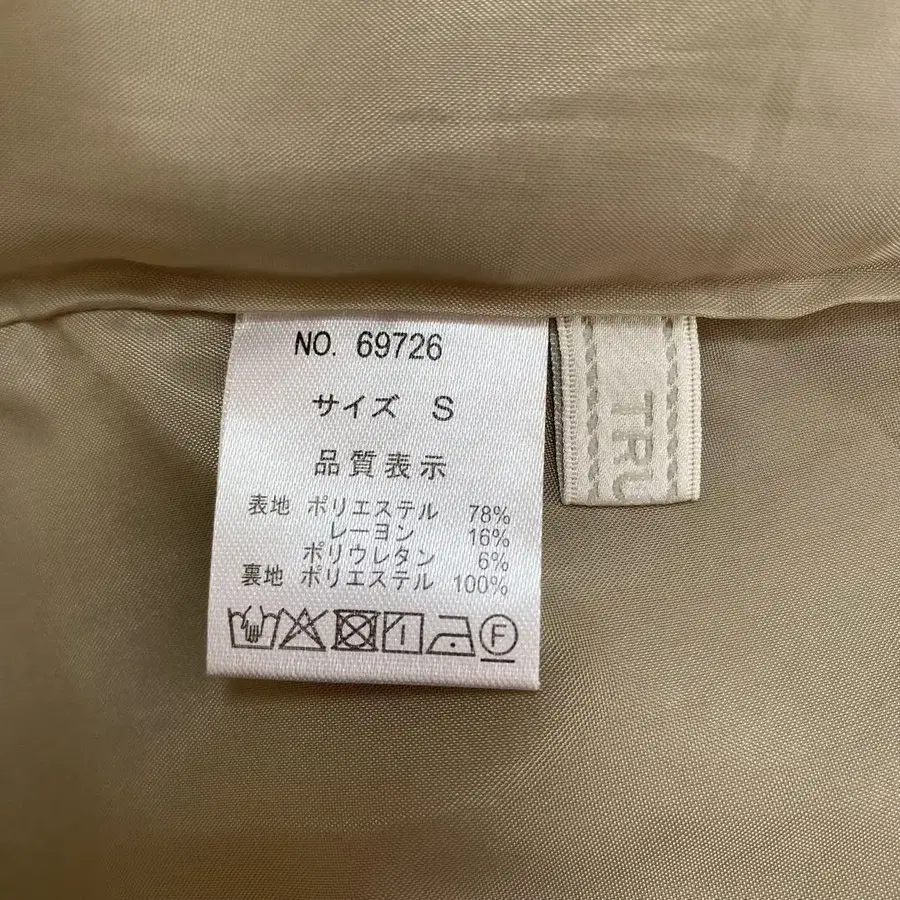 NO. 69726
サイズ S
品質表示
表地 ポリエステル 78%
レーヨン 16%
ポリウレタン 6%
裏地 ポリエステル 100%
F
TRU